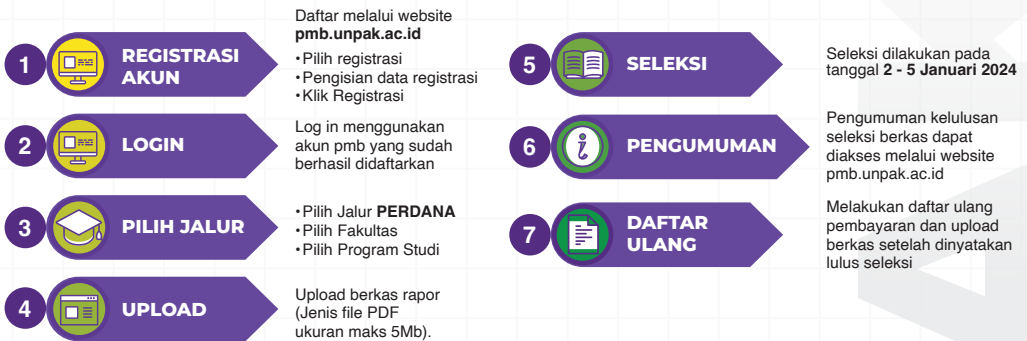 1
REGISTRASI
AKUN
Daftar melalui website
pmb.unpak.ac.id
•Pilih registrasi
•Pengisian data registrasi
•Klik Registrasi
2
LOGIN
Log in menggunakan
akun pmb yang sudah
berhasil didaftarkan
3
PILIH JALUR
•Pilih Jalur PERDANA
•Pilih Fakultas
•Pilih Program Studi
4
UPLOAD
Upload berkas rapor
(Jenis file PDF
ukuran maks 5Mb).
5
SELEKSI
Seleksi dilakukan pada
tanggal 2 - 5 Januari 2024
6
PENGUMUMAN
Pengumuman kelulusan
seleksi berkas dapat
diakses melalui website
pmb.unpak.ac.id
7
DAFTAR
ULANG
Melakukan daftar ulang
pembayaran dan upload
berkas setelah dinyatakan
lulus seleksi